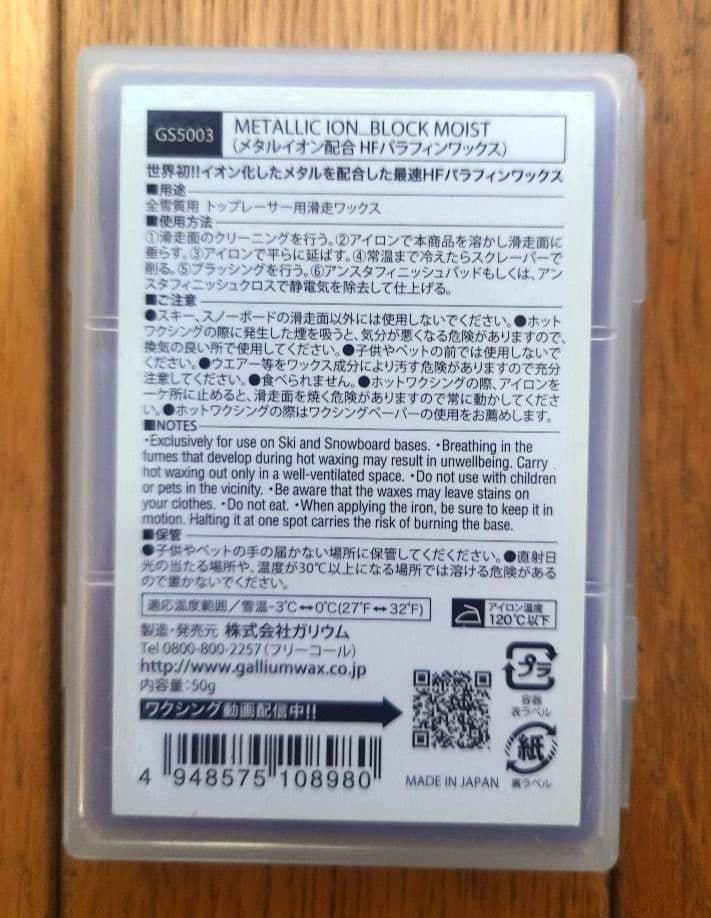 GS5003
METALLIC ION_BLOCK MOIST
(メタルイオン配合 HFパラフィンワックス)
世界初!!イオン化したメタルを配合した最速HFパラフィンワックス
■用途
全雪質用 トップレーサー用滑走ワックス
■使用方法
①滑走面のクリーニングを行う。②アイロンで本商品を溶かし滑走面に
垂らす。③アイロンで平らに延ばす。④常温まで冷えたらスクレーパーで
削る。⑤ブラッシングを行う。⑥アンスタフィニッシュパッドもしくは、アン
スタフィニッシュクロスで静電気を除去して仕上げる。
■ご注意
●スキー、スノーボードの滑走面以外には使用しないでください。●ホット
ワクシングの際に発生した煙を吸うと、気分が悪くなる危険がありますので、
換気の良い所で使用してください。●子供やペットの前では使用しないで
ください。●ウエアー等をワックス成分により汚す危険がありますので充分
注意してください。●食べられません。●ホットワクシングの際、アイロンを
一ケ所に止めると、滑走面を焼く危険がありますので常に動かしてくださ
い。●ホットワクシングの際はワクシングペーパーの使用をお薦めします。
■NOTES
・Exclusively for use on Ski and Snowboard bases. ・Breathing in the
fumes that develop during hot waxing may result in unwellbeing. Carry
hot waxing out only in a well-ventilated space. ・Do not use with children
or pets in the vicinity. ・Be aware that the waxes may leave stains on
your clothes. ・Do not eat. ・When applying the iron, be sure to keep it in
motion. Halting it at one spot carries the risk of burning the base.
■保管
●子供やペットの手の届かない場所に保管してくだください。●直射日
光の当たる場所や、温度が30℃以上になる場所では溶ける危険がある
ので置かないでください。
適応温度範囲/雪温-3℃↔0℃(27˚F↔32˚F)
アイロン温度
120℃以下
製造・発売元 株式会社ガリウム
Tel 0800-800-2257(フリーコール)
http://www.galliumwax.co.jp
内容量:50g
ワクシング動画配信中!!
プラ
容器
表ラベル
紙
裏ラベル
4 948575 108980
MADE IN JAPAN